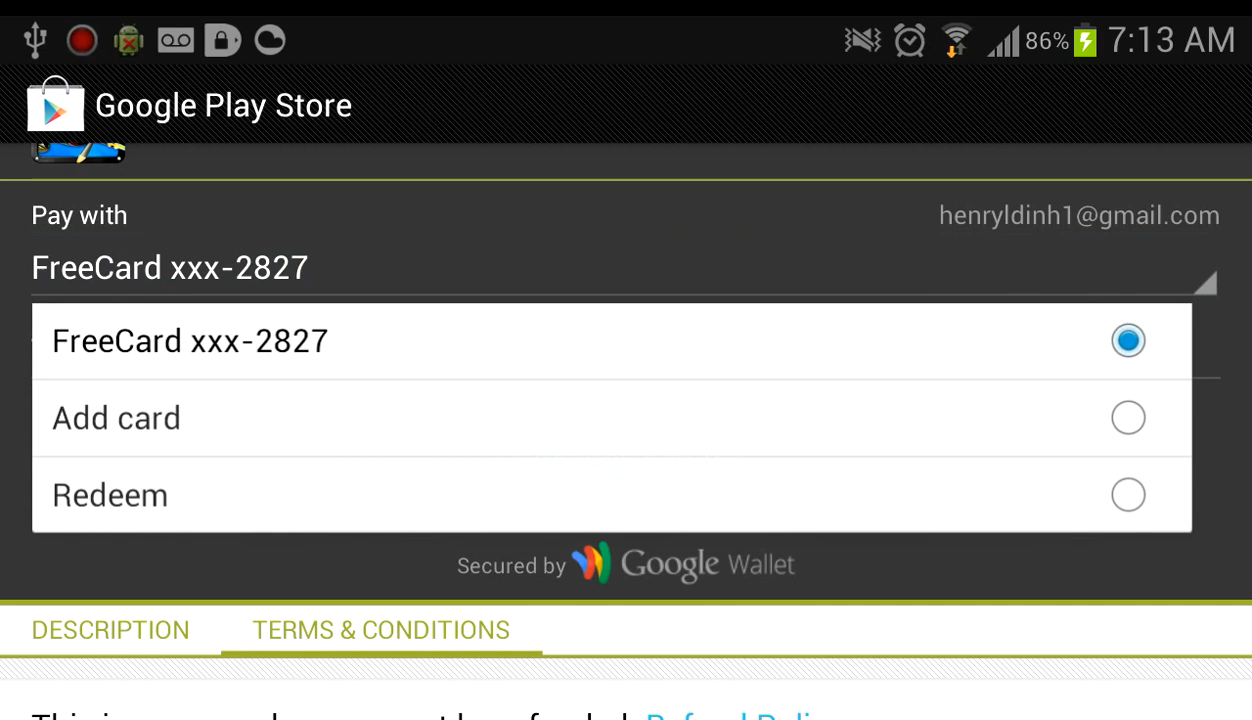 86% 7:13 AM
Google Play Store
Pay with henryldinh1@gmail.com
FreeCard xxx-2827
FreeCard xxx-2827
Add card
Redeem
Secured by Google Wallet
DESCRIPTION TERMS & CONDITIONS